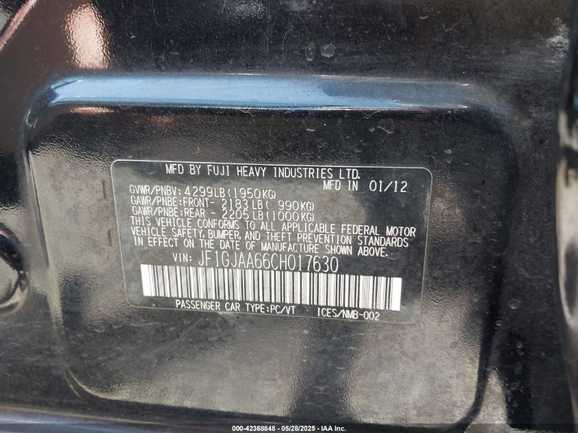 MFD BY FUJI HEAVY INDUSTRIES LTD.
MFD IN 01/12
GVWR/PNBV: 4299LB(1950KG)
GAWR/PNBE:FRONT- 2183LB( 990KG)
GAWR/PNBE:REAR - 2205LB(1000KG)
THIS VEHICLE CONFORMS TO ALL APPLICABLE FEDERAL MOTOR
VEHICLE SAFETY, BUMPER, AND THEFT PREVENTION STANDARDS
IN EFFECT ON THE DATE OF MANUFACTURE SHOWN ABOVE.
VIN: JF1GJAA66CH017630
PASSENGER CAR TYPE:PC/VT ICES/NMB-002
000-42368848 - 05/28/2025 - IAA Inc.